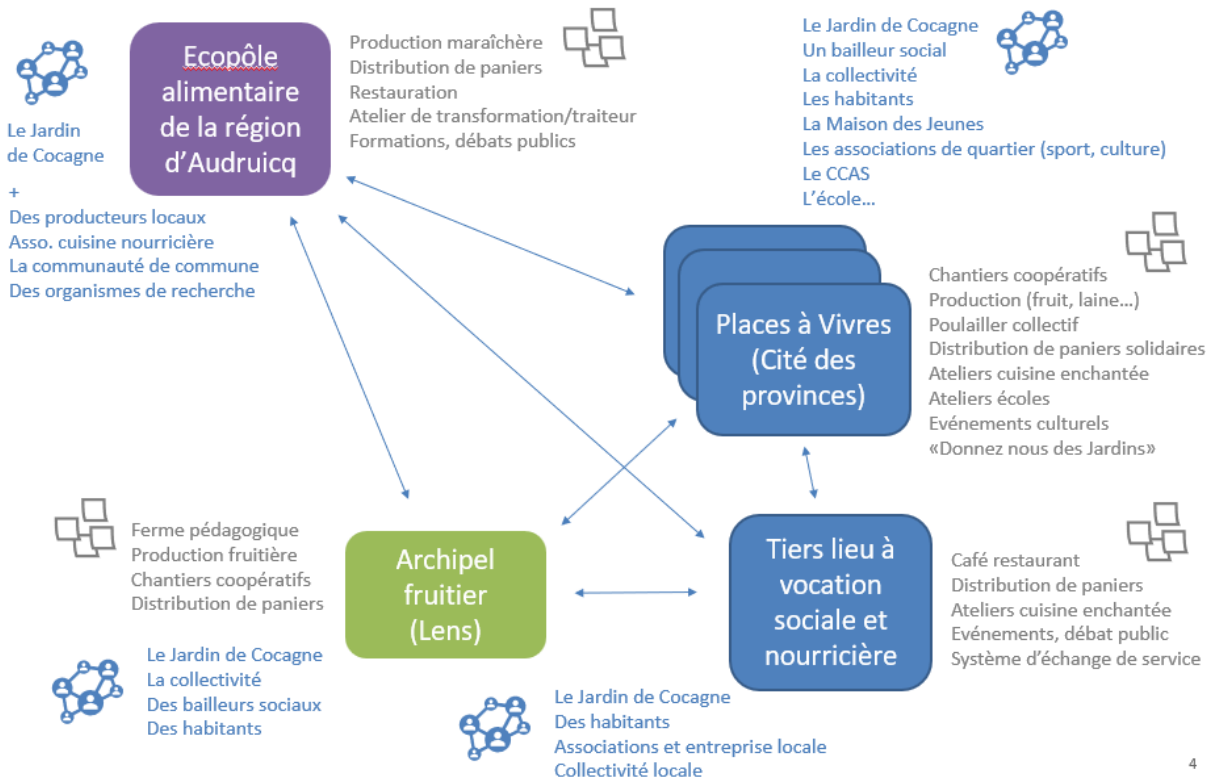 Ecopôle
alimentaire
de la région
d'Audruicq
Le Jardin
de Cocagne
+
Des producteurs locaux
Asso. cuisine nourricière
La communauté de commune
Des organismes de recherche
Production maraîchère
Distribution de paniers
Restauration
Atelier de transformation/traiteur
Formations, débats publics
Le Jardin de Cocagne
Un bailleur social
La collectivité
Les habitants
La Maison des Jeunes
Les associations de quartier (sport, culture)
Le CCAS
L'école…
Places à Vivres
(Cité des
provinces)
Chantiers coopératifs
Production (fruit, laine…)
Poulailler collectif
Distribution de paniers solidaires
Ateliers cuisine enchantée
Ateliers écoles
Evénements culturels
«Donnez nous des Jardins»
Ferme pédagogique
Production fruitière
Chantiers coopératifs
Distribution de paniers
Archipel
fruitier
(Lens)
Le Jardin de Cocagne
La collectivité
Des bailleurs sociaux
Des habitants
Tiers lieu à
vocation
sociale et
nourricière
Café restaurant
Distribution de paniers
Ateliers cuisine enchantée
Evénements, débat public
Système d'échange de service
Le Jardin de Cocagne
Des habitants
Associations et entreprise locale
Collectivité locale
4